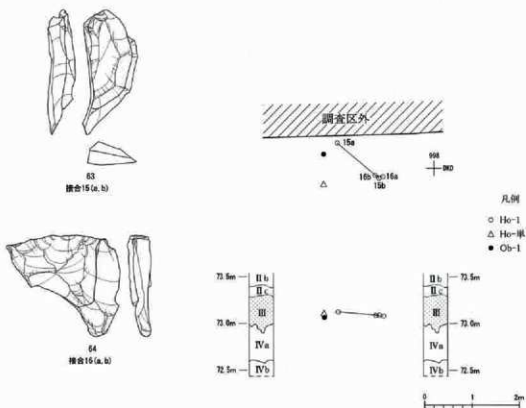 63
接合15(a,b)
調査区外
15a
16b
16a
15b
998
凡例
Ho-1
Ho-単
Ob-1
64
接合16(a,b)
73.5m
Ⅱb
Ⅱc
Ⅲ
73.0m
Ⅳa
72.5m
Ⅳb
Ⅱb
73.5m
Ⅱc
Ⅲ
73.0m
Ⅳa
Ⅳb
72.5m
0
1
2m